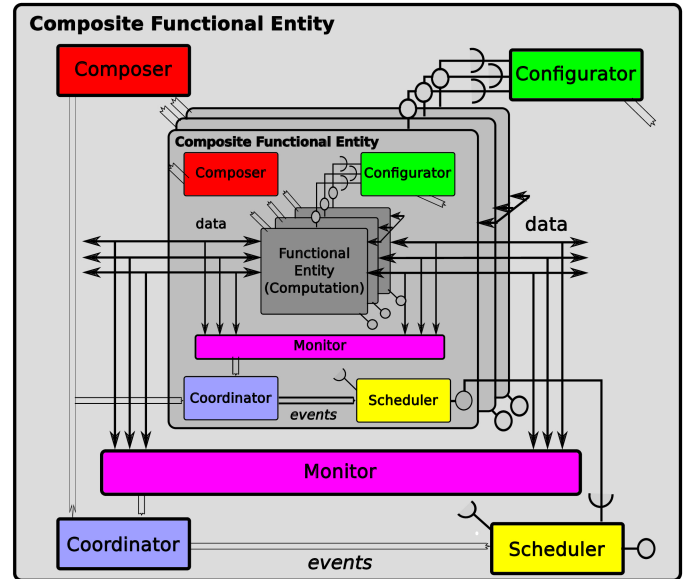 Composite Functional Entity
Composer
Configurator
Composite Functional Entity
Composer
Configurator
data
data
Functional
Entity
(Computation)
Monitor
Coordinator
events
Scheduler
Monitor
Coordinator
events
Scheduler